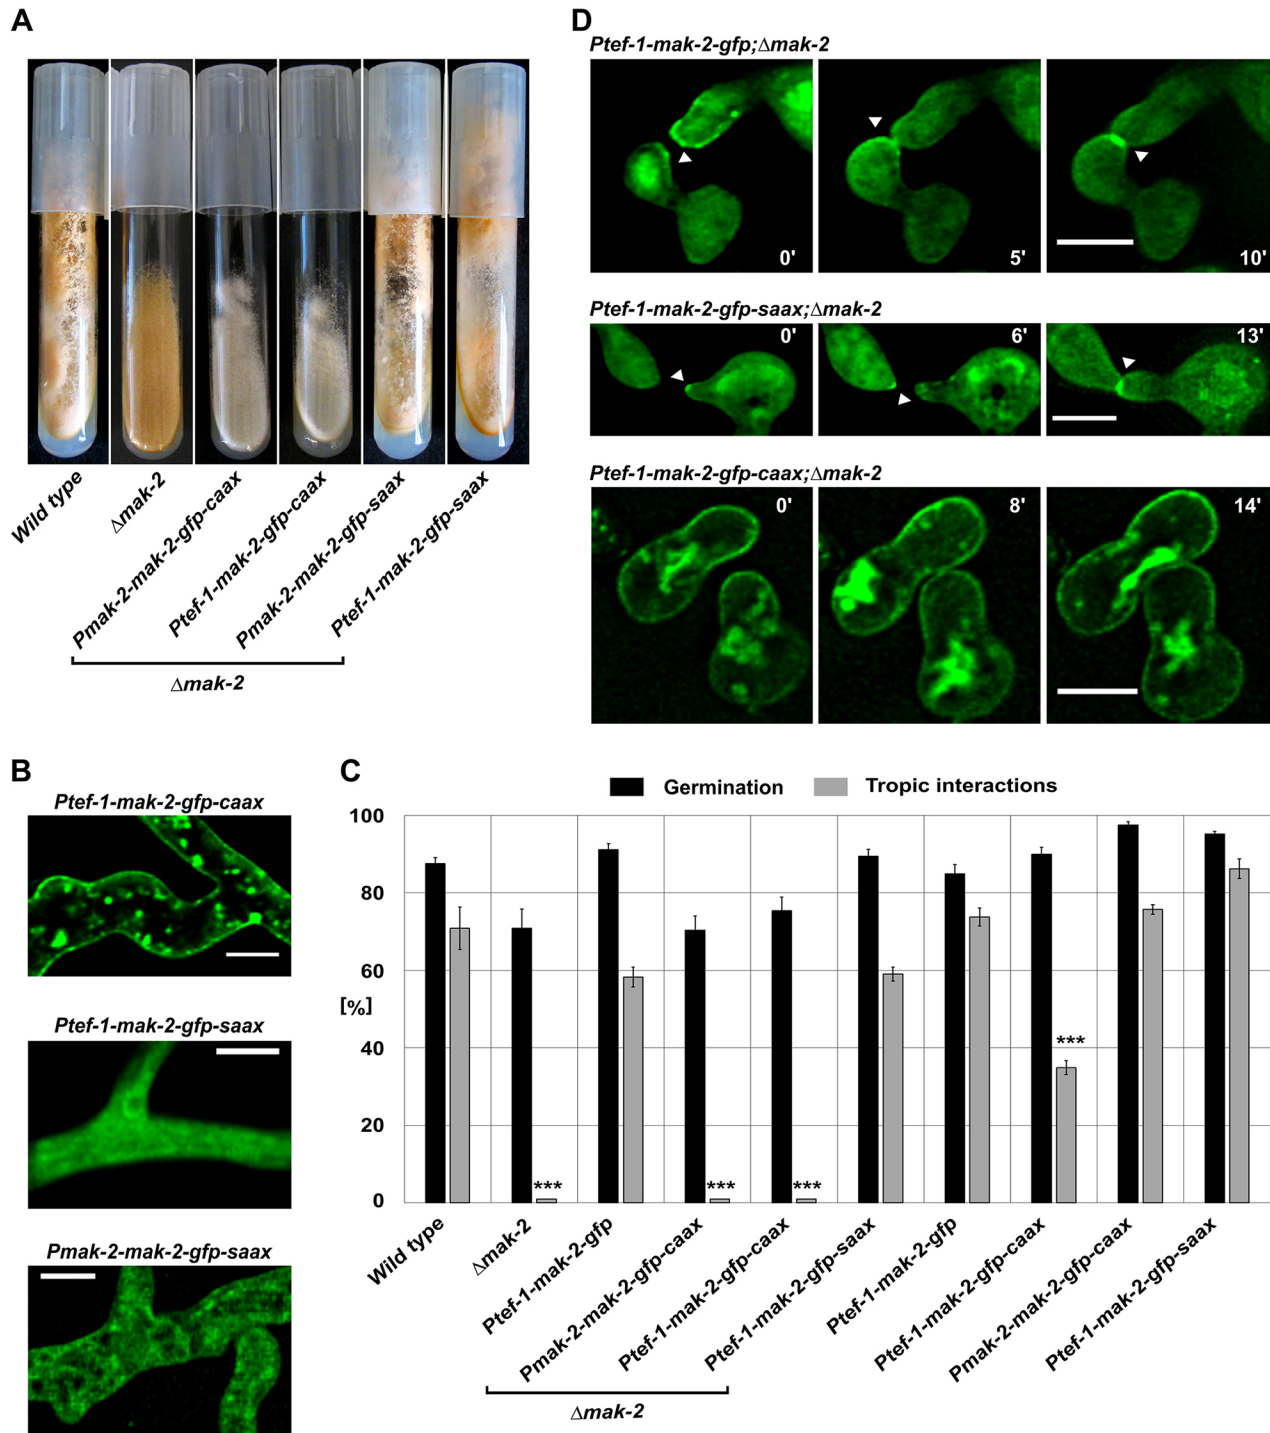 A
Wild type
Δmak-2
Pmak-2-mak-2-gfp-caax
Ptef-1-mak-2-gfp-caax
Pmak-2-mak-2-gfp-saax
Ptef-1-mak-2-gfp-saax
Δmak-2
D
Ptef-1-mak-2-gfp;Δmak-2
0' 5' 10'
Ptef-1-mak-2-gfp-saax;Δmak-2
0' 6' 13'
Ptef-1-mak-2-gfp-caax;Δmak-2
0' 8' 14'
B
Ptef-1-mak-2-gfp-caax
Ptef-1-mak-2-gfp-saax
Pmak-2-mak-2-gfp-saax
C
Germination Tropic interactions
100
80
60
[%]
40
20
0
***
***
***
***
Wild type
Δmak-2
Ptef-1-mak-2-gfp
Pmak-2-mak-2-gfp-caax
Ptef-1-mak-2-gfp-caax
Ptef-1-mak-2-gfp-saax
Ptef-1-mak-2-gfp
Ptef-1-mak-2-gfp-caax
Pmak-2-mak-2-gfp-caax
Ptef-1-mak-2-gfp-saax
Δmak-2